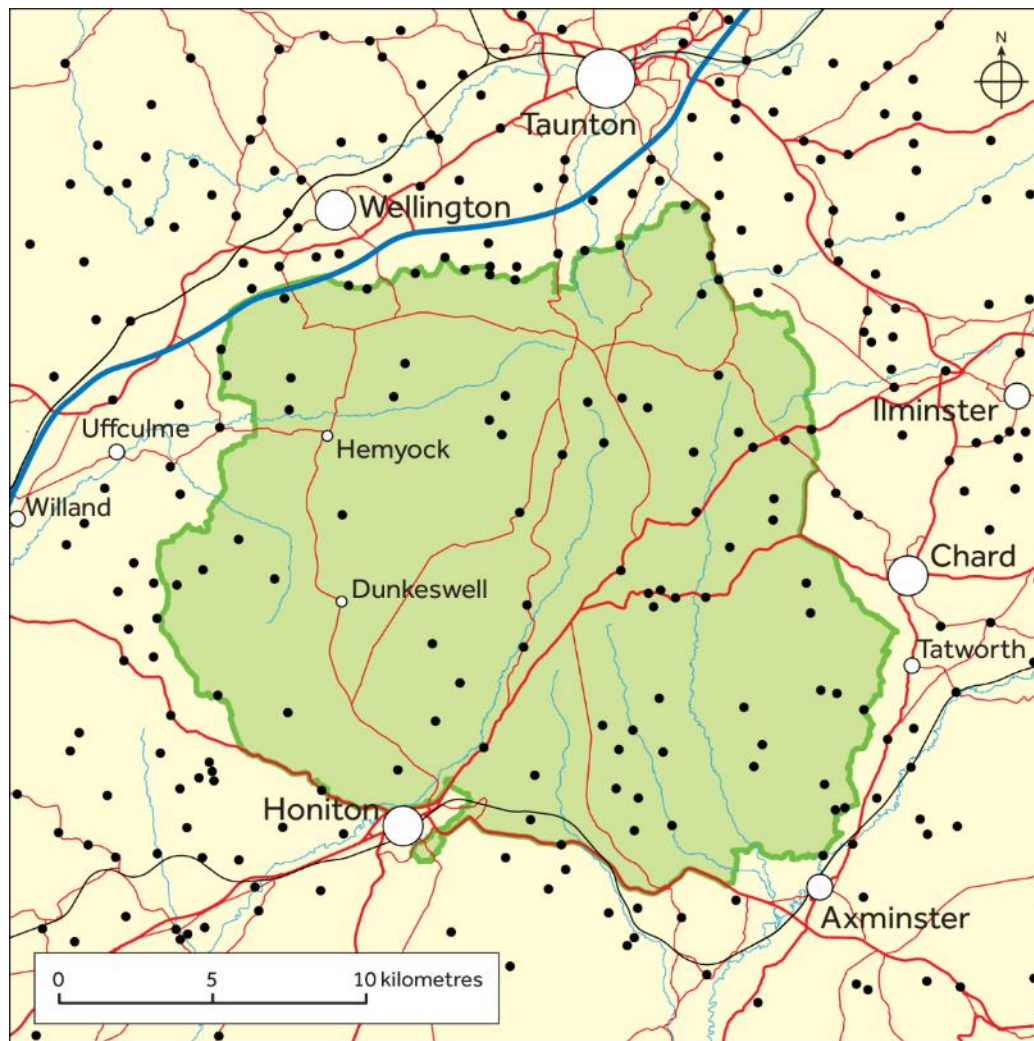 N
Taunton
Wellington
Ilminster
Uffculme
Hemyock
Willand
Chard
Dunkeswell
Tatworth
Honiton
Axminster
0 5 10 kilometres